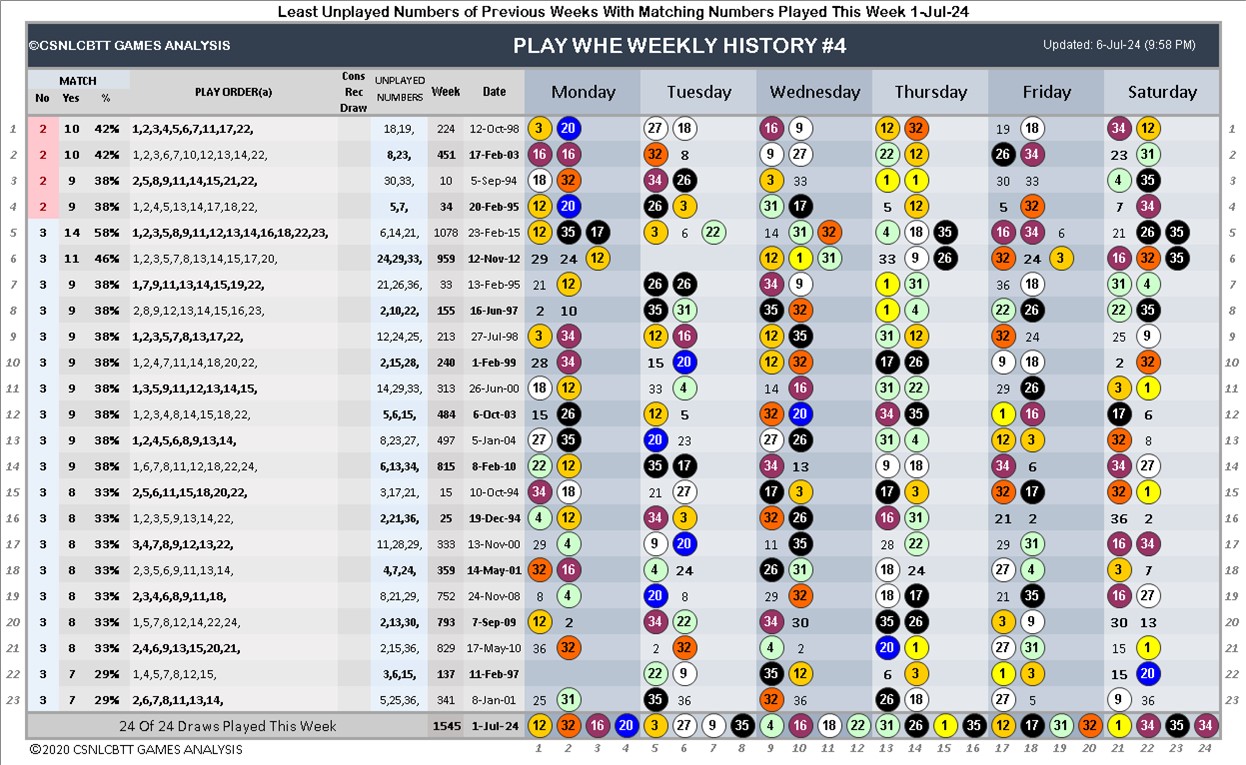 Least Unplayed Numbers of Previous Weeks With Matching Numbers Played This Week 1-Jul-24
©CSNLCBTT GAMES ANALYSIS PLAY WHE WEEKLY HISTORY #4 Updated: 6-Jul-24 (9:58 PM)
MATCH Cons Rec Draw UNPLAYED NUMBERS
No Yes % PLAY ORDER(a) Week Date Monday Tuesday Wednesday Thursday Friday Saturday
1 2 10 42% 1,2,3,4,5,6,7,11,17,22, 18,19, 224 12-Oct-98 3 20 27 18 16 9 12 32 19 18 34 12 1
2 2 10 42% 1,2,3,6,7,10,12,13,14,22, 8,23, 451 17-Feb-03 16 16 32 8 9 27 22 12 26 34 23 31 2
3 2 9 38% 2,5,8,9,11,14,15,21,22, 30,33, 10 5-Sep-94 18 32 34 26 3 33 1 1 30 33 4 35 3
4 2 9 38% 1,2,4,5,13,14,17,18,22, 5,7, 34 20-Feb-95 12 20 26 3 31 17 5 12 5 32 7 34 4
5 3 14 58% 1,2,3,5,8,9,11,12,13,14,16,18,22,23, 6,14,21, 1078 23-Feb-15 12 35 17 3 6 22 14 31 32 4 18 35 16 34 6 21 26 35 5
6 3 11 46% 1,2,3,5,7,8,13,14,15,17,20, 24,29,33, 959 12-Nov-12 29 24 12 12 1 31 33 9 26 32 24 3 16 32 35 6
7 3 9 38% 1,7,9,11,13,14,15,19,22, 21,26,36, 33 13-Feb-95 21 12 26 26 34 9 1 31 36 18 31 4 7
8 3 9 38% 2,8,9,12,13,14,15,16,23, 2,10,22, 155 16-Jun-97 2 10 35 31 35 32 1 4 22 26 22 35 8
9 3 9 38% 1,2,3,5,7,8,13,17,22, 12,24,25, 213 27-Jul-98 3 34 12 16 12 35 31 12 32 24 25 9 9
10 3 9 38% 1,2,4,7,11,14,18,20,22, 2,15,28, 240 1-Feb-99 28 34 15 20 12 32 17 26 9 18 2 32 10
11 3 9 38% 1,3,5,9,11,12,13,14,15, 14,29,33, 313 26-Jun-00 18 12 33 4 14 16 31 22 29 26 3 1 11
12 3 9 38% 1,2,3,4,8,14,15,18,22, 5,6,15, 484 6-Oct-03 15 26 12 5 32 20 34 35 1 16 17 6 12
13 3 9 38% 1,2,4,5,6,8,9,13,14, 8,23,27, 497 5-Jan-04 27 35 20 23 27 26 31 4 12 3 32 8 13
14 3 9 38% 1,6,7,8,11,12,18,22,24, 6,13,34, 815 8-Feb-10 22 12 35 17 34 13 9 18 34 6 34 27 14
15 3 8 33% 2,5,6,11,15,18,20,22, 3,17,21, 15 10-Oct-94 34 18 21 27 17 3 17 3 32 17 32 1 15
16 3 8 33% 1,2,3,5,9,13,14,22, 2,21,36, 25 19-Dec-94 4 12 34 3 32 26 16 31 21 2 36 2 16
17 3 8 33% 3,4,7,8,9,12,13,22, 11,28,29, 333 13-Nov-00 29 4 9 20 11 35 28 22 29 31 16 34 17
18 3 8 33% 2,3,5,6,9,11,13,14, 4,7,24, 359 14-May-01 32 16 4 24 26 31 18 24 27 4 3 7 18
19 3 8 33% 2,3,4,6,8,9,11,18, 8,21,29, 752 24-Nov-08 8 4 20 8 29 32 18 17 21 35 16 27 19
20 3 8 33% 1,5,7,8,12,14,22,24, 2,13,30, 793 7-Sep-09 12 2 34 22 34 30 35 26 3 9 30 13 20
21 3 8 33% 2,4,6,9,13,15,20,21, 2,15,36, 829 17-May-10 36 32 2 32 4 2 20 1 27 31 15 1 21
22 3 7 29% 1,4,5,7,8,12,15, 3,6,15, 137 11-Feb-97 22 9 35 12 6 3 1 3 15 20 22
23 3 7 29% 2,6,7,8,11,13,14, 5,25,36, 341 8-Jan-01 25 31 35 36 32 36 26 18 27 5 9 36 23
24 Of 24 Draws Played This Week 1545 1-Jul-24 12 32 16 20 3 27 9 35 4 16 18 22 31 26 1 35 12 17 31 32 1 34 35 34
©2020 CSNLCBTT GAMES ANALYSIS 1 2 3 4 5 6 7 8 9 10 11 12 13 14 15 16 17 18 19 20 21 22 23 24